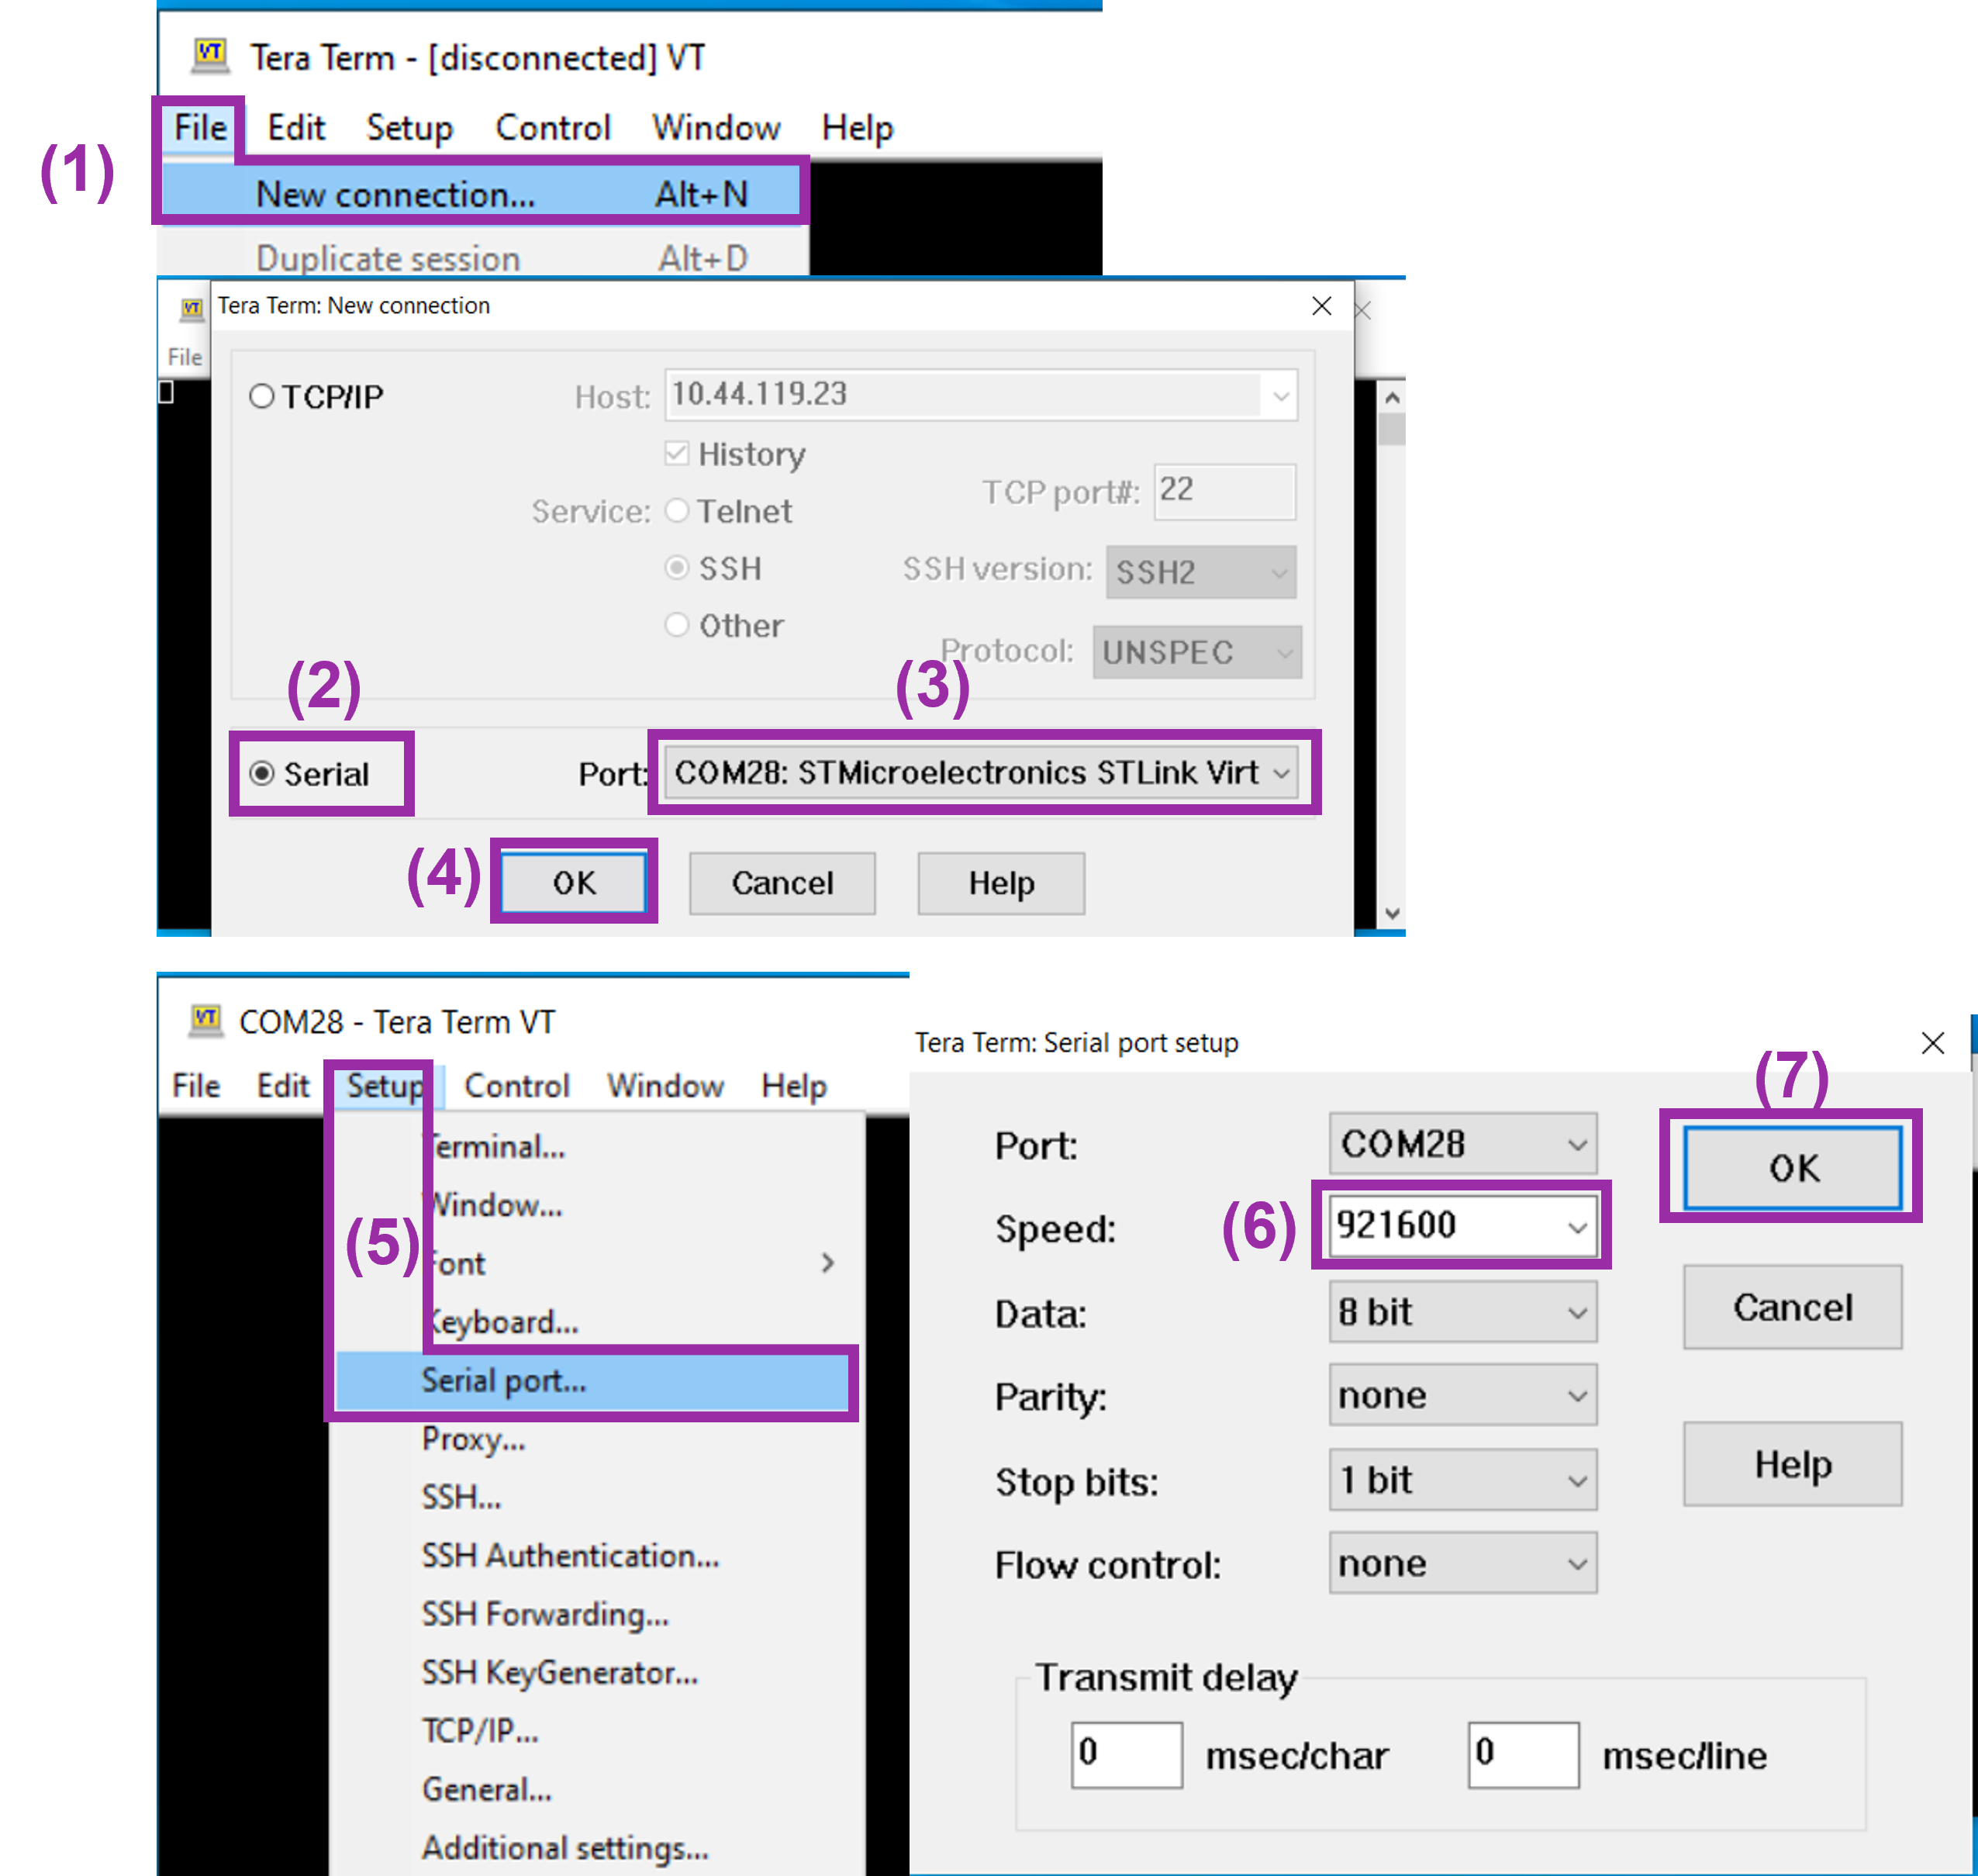 Tera Term - [disconnected] VT
File Edit Setup Control Window Help
(1)
New connection... Alt+N
Duplicate session Alt+D
Tera Term: New connection
File
TCP/IP Host: 10.44.119.23
History
TCP port#: 22
Service: Telnet
SSH SSH version: SSH2
Other Protocol: UNSPEC
(2) (3)
Serial Port: COM28: STMicroelectronics STLink Virt
(4) OK Cancel Help
COM28 - Tera Term VT
File Edit Setup Control Window Help
Terminal...
Window...
(5)
Font
Keyboard...
Serial port...
Proxy...
SSH...
SSH Authentication...
SSH Forwarding...
SSH KeyGenerator...
TCP/IP...
General...
Additional settings...
Tera Term: Serial port setup
(7)
Port: COM28 OK
Speed: (6) 921600
Data: 8 bit Cancel
Parity: none
Stop bits: 1 bit Help
Flow control: none
Transmit delay
0 msec/char 0 msec/line